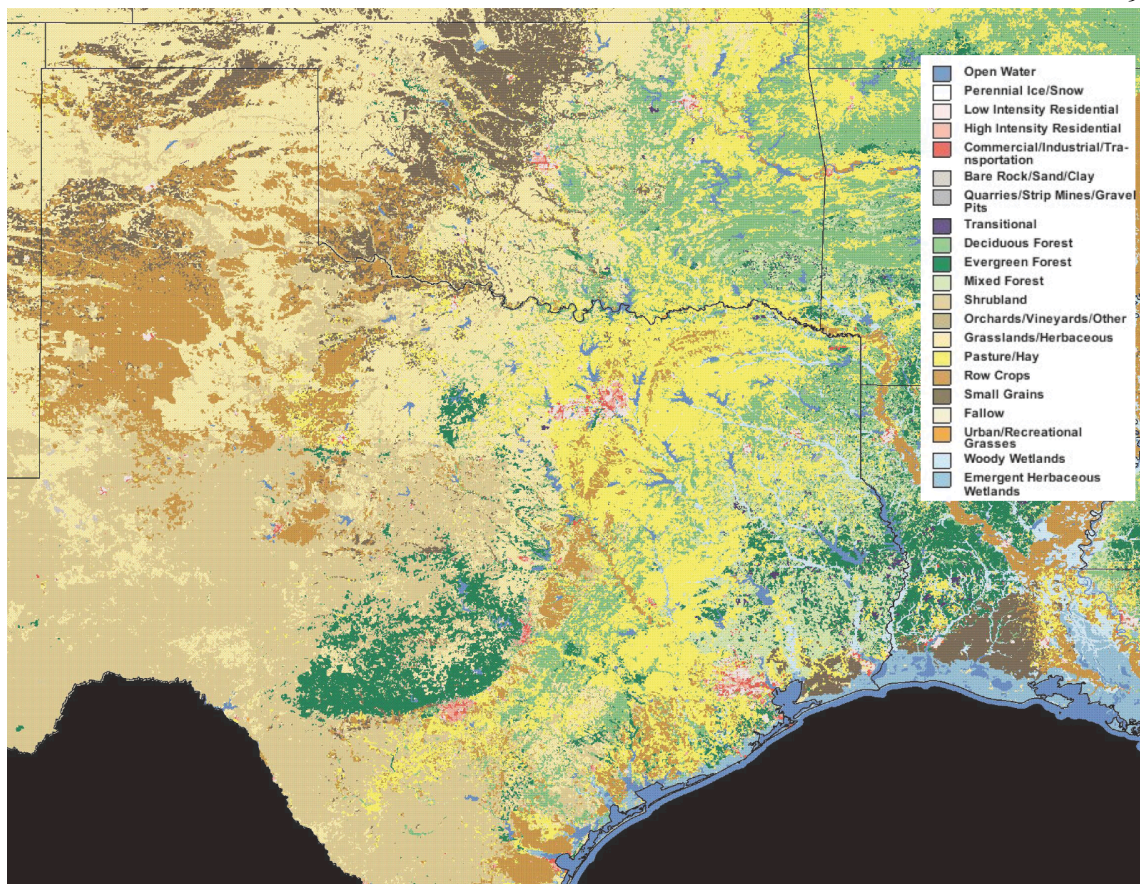 Open Water
Perennial Ice/Snow
Low Intensity Residential
High Intensity Residential
Commercial/Industrial/Tra-
nsportation
Bare Rock/Sand/Clay
Quarries/Strip Mines/Gravel
Pits
Transitional
Deciduous Forest
Evergreen Forest
Mixed Forest
Shrubland
Orchards/Vineyards/Other
Grasslands/Herbaceous
Pasture/Hay
Row Crops
Small Grains
Fallow
Urban/Recreational
Grasses
Woody Wetlands
Emergent Herbaceous
Wetlands